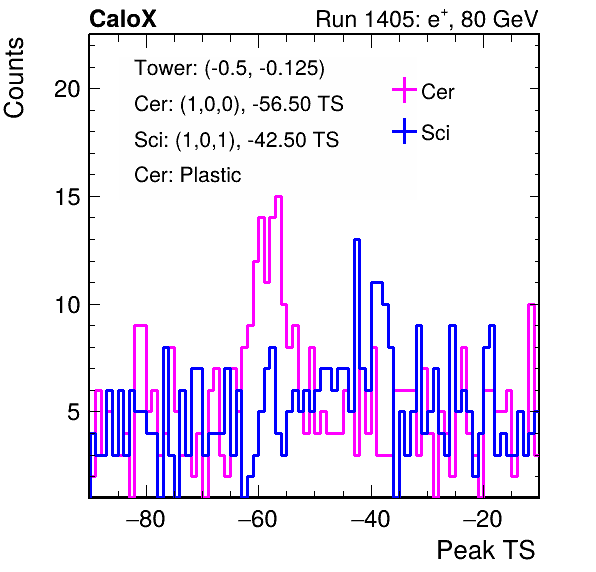 CaloX Run 1405: e⁺, 80 GeV
Counts
Tower: (-0.5, -0.125)
Cer: (1,0,0), -56.50 TS
Sci: (1,0,1), -42.50 TS
Cer: Plastic
Cer
Sci
20
15
10
5
−80 −60 −40 −20
Peak TS